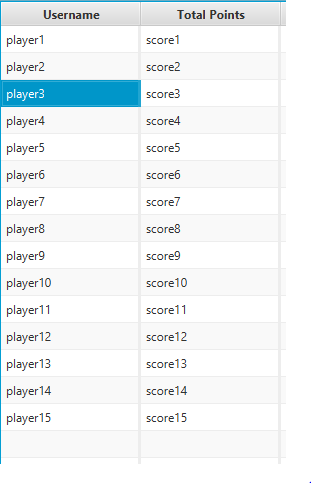 Username Total Points
player1 score1
player2 score2
player3 score3
player4 score4
player5 score5
player6 score6
player7 score7
player8 score8
player9 score9
player10 score10
player11 score11
player12 score12
player13 score13
player14 score14
player15 score15